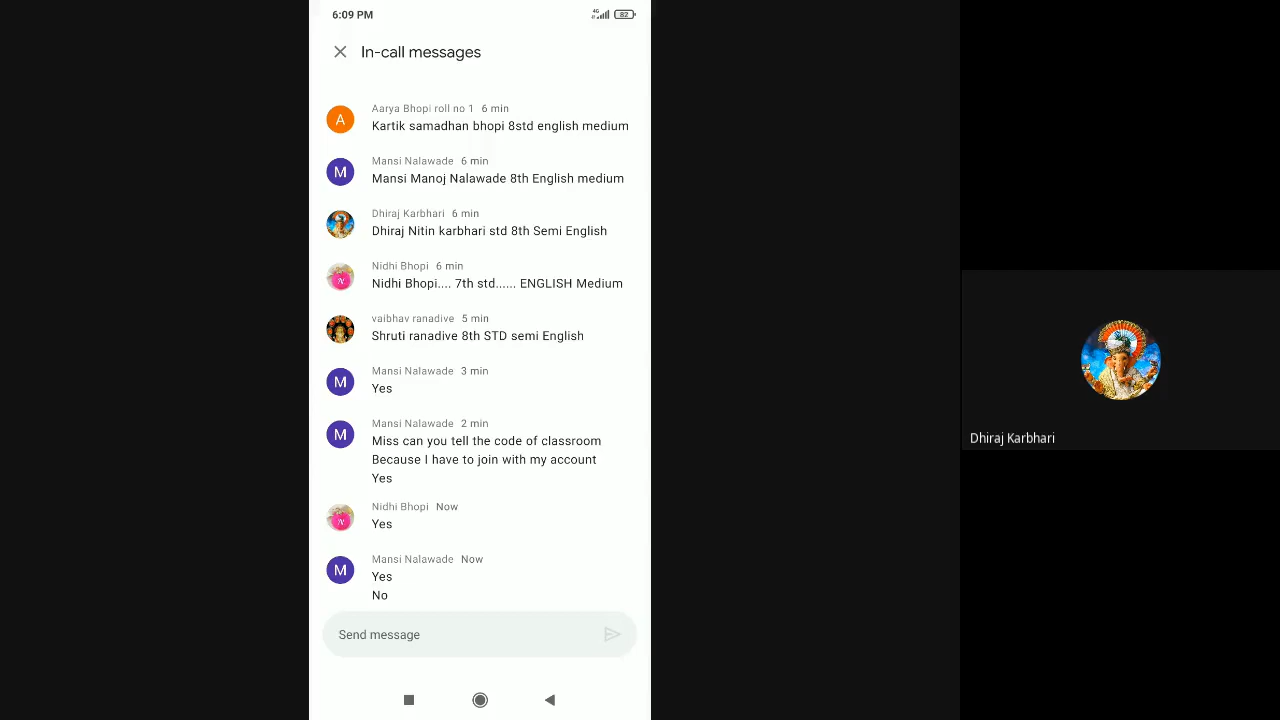 6:09 PM
4G
82
In-call messages
A
Aarya Bhopi roll no 1 6 min
Kartik samadhan bhopi 8std english medium
M
Mansi Nalawade 6 min
Mansi Manoj Nalawade 8th English medium
Dhiraj Karbhari 6 min
Dhiraj Nitin karbhari std 8th Semi English
Nidhi Bhopi 6 min
Nidhi Bhopi.... 7th std...... ENGLISH Medium
vaibhav ranadive 5 min
Shruti ranadive 8th STD semi English
M
Mansi Nalawade 3 min
Yes
M
Mansi Nalawade 2 min
Miss can you tell the code of classroom
Because I have to join with my account
Yes
Nidhi Bhopi Now
Yes
M
Mansi Nalawade Now
Yes
No
Send message
Dhiraj Karbhari